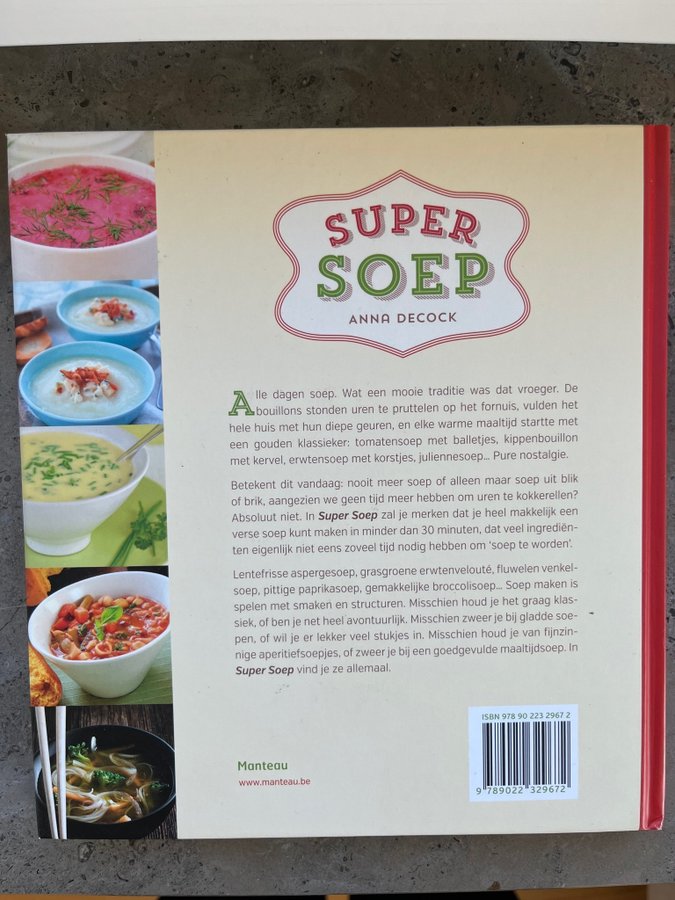 SUPER
SOEP
ANNA DECOCK
Alle dagen soep. Wat een mooie traditie was dat vroeger. De
bouillons stonden uren te pruttelen op het fornuis, vulden het
hele huis met hun diepe geuren, en elke warme maaltijd startte met
een gouden klassieker: tomatensoep met balletjes, kippenbouillon
met kervel, erwtensoep met korstjes, juliennesoep... Pure nostalgie.
Betekent dit vandaag: nooit meer soep of alleen maar soep uit blik
of brik, aangezien we geen tijd meer hebben om uren te kokkerellen?
Absoluut niet. In Super Soep zal je merken dat je heel makkelijk een
verse soep kunt maken in minder dan 30 minuten, dat veel ingrediën-
ten eigenlijk niet eens zoveel tijd nodig hebben om ‘soep te worden’.
Lentefrisse aspergesoep, grasgroene erwtenvelouté, fluwelen venkel-
soep, pittige paprikasoep, gemakkelijke broccolisoep... Soep maken is
spelen met smaken en structuren. Misschien houd je het graag klas-
siek, of ben je net heel avontuurlijk. Misschien zweer je bij gladde soe-
pen, of wil je er lekker veel stukjes in. Misschien houd je van fijnzin-
nige aperitiefsoepjes, of zweer je bij een goedgevulde maaltijdsoep. In
Super Soep vind je ze allemaal.
ISBN 978 90 223 2967 2
9 789022 329672
Manteau
www.manteau.be